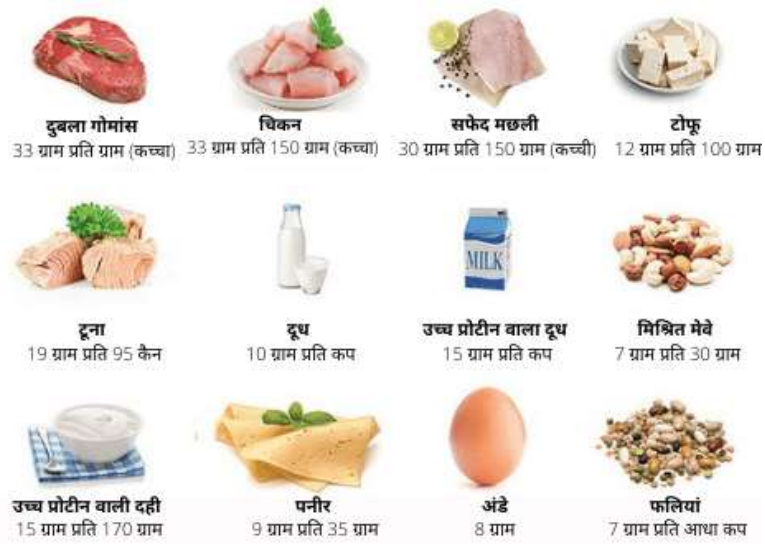 दुबला गोमांस
33 ग्राम प्रति ग्राम (कच्चा)
चिकन
33 ग्राम प्रति 150 ग्राम (कच्चा)
सफेद मछली
30 ग्राम प्रति 150 ग्राम (कच्ची)
टोफू
12 ग्राम प्रति 100 ग्राम
टूना
19 ग्राम प्रति 95 कैन
दूध
10 ग्राम प्रति कप
MILK
उच्च प्रोटीन वाला दूध
15 ग्राम प्रति कप
मिश्रित मेवे
7 ग्राम प्रति 30 ग्राम
उच्च प्रोटीन वाली दही
15 ग्राम प्रति 170 ग्राम
पनीर
9 ग्राम प्रति 35 ग्राम
अंडे
8 ग्राम
फलियां
7 ग्राम प्रति आधा कप